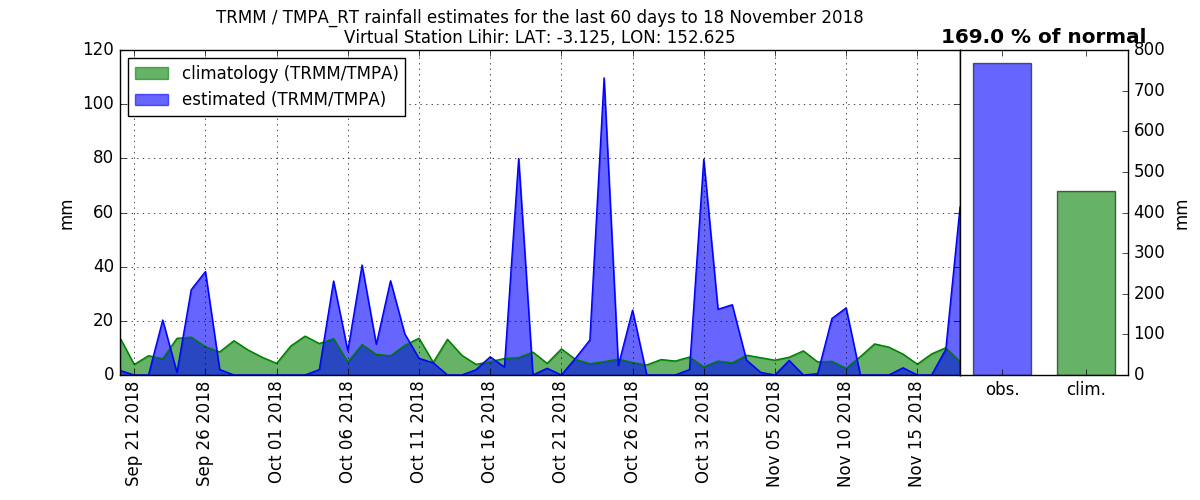 TRMM / TMPA_RT rainfall estimates for the last 60 days to 18 November 2018
Virtual Station Lihir: LAT: -3.125, LON: 152.625
169.0 % of normal
climatology (TRMM/TMPA)
estimated (TRMM/TMPA)
120
100
80
60
40
20
0
mm
Sep 21 2018
Sep 26 2018
Oct 01 2018
Oct 06 2018
Oct 11 2018
Oct 16 2018
Oct 21 2018
Oct 26 2018
Oct 31 2018
Nov 05 2018
Nov 10 2018
Nov 15 2018
obs.
clim.
800
700
600
500
400
300
200
100
0
mm